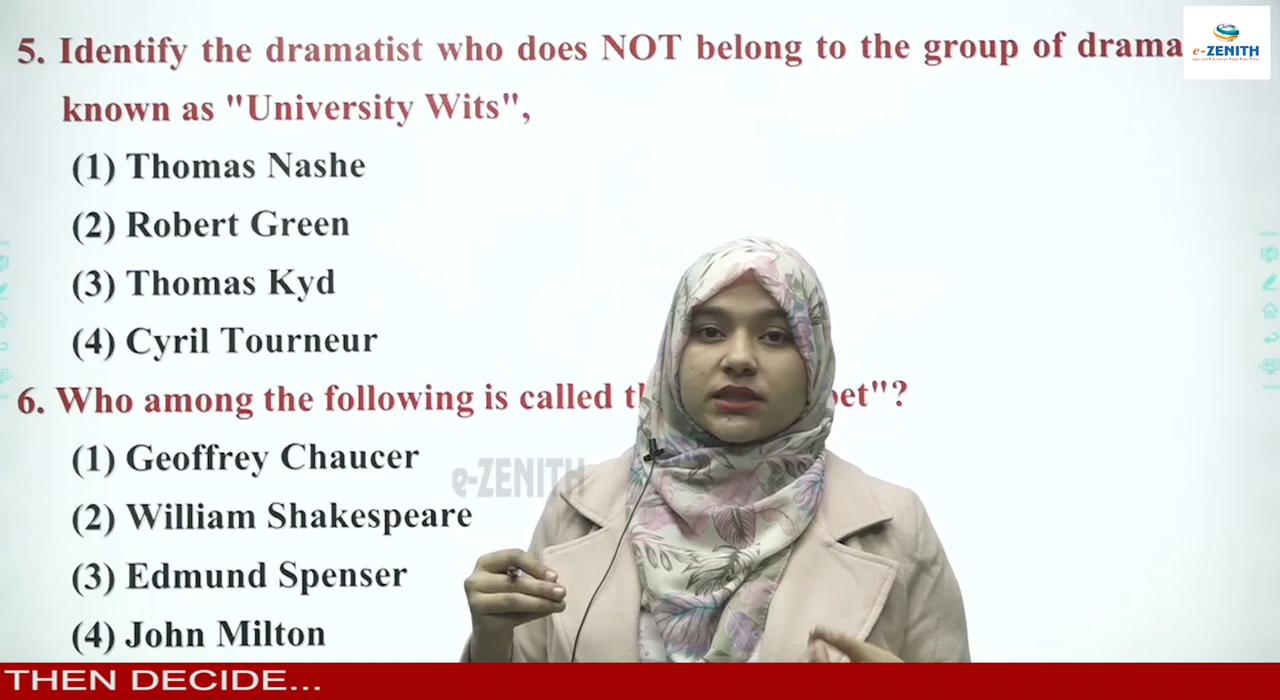 5. Identify the dramatist who does NOT belong to the group of drama
known as "University Wits",
(1) Thomas Nashe
(2) Robert Green
(3) Thomas Kyd
(4) Cyril Tourneur
6. Who among the following is called et"?
(1) Geoffrey Chaucer
(2) William Shakespeare
(3) Edmund Spenser
(4) John Milton
e-ZENITH
e-ZENITH
THEN DECIDE...